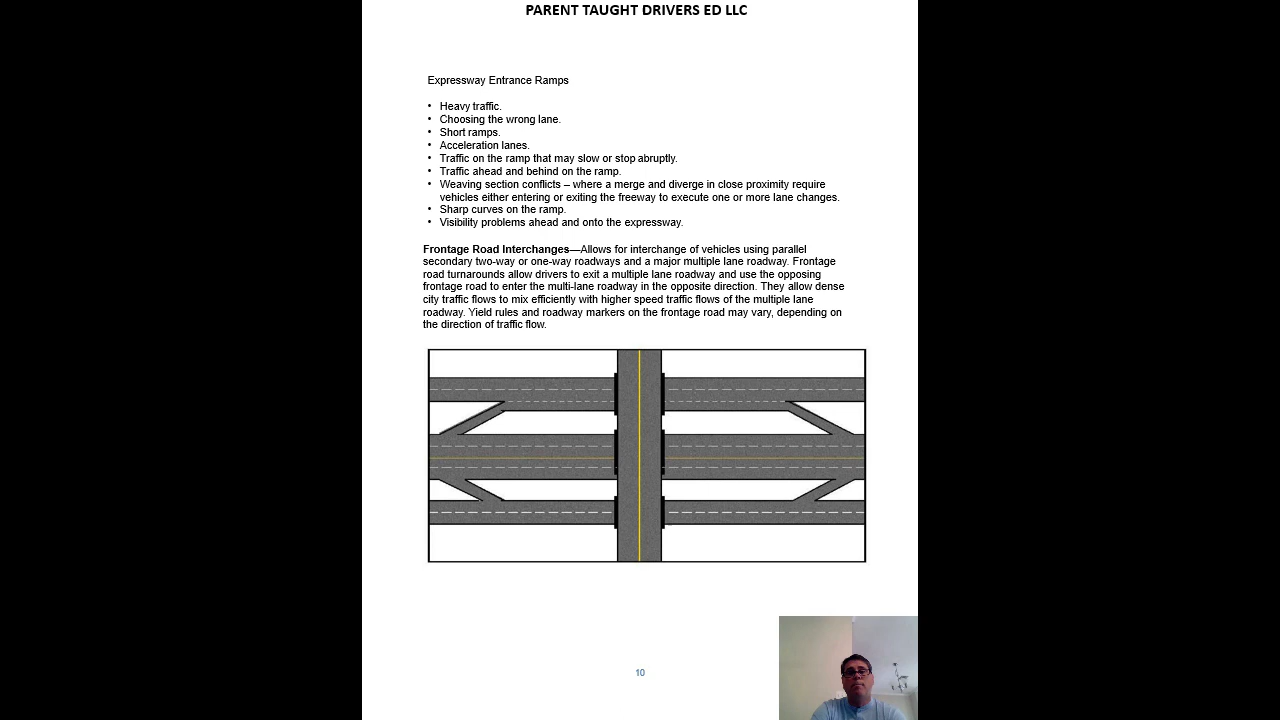 PARENT TAUGHT DRIVERS ED LLC
Expressway Entrance Ramps
• Heavy traffic.
• Choosing the wrong lane.
• Short ramps.
• Acceleration lanes.
• Traffic on the ramp that may slow or stop abruptly.
• Traffic ahead and behind on the ramp.
• Weaving section conflicts – where a merge and diverge in close proximity require
vehicles either entering or exiting the freeway to execute one or more lane changes.
• Sharp curves on the ramp.
• Visibility problems ahead and onto the expressway.
Frontage Road Interchanges—Allows for interchange of vehicles using parallel
secondary two-way or one-way roadways and a major multiple lane roadway. Frontage
road turnarounds allow drivers to exit a multiple lane roadway and use the opposing
frontage road to enter the multi-lane roadway in the opposite direction. They allow dense
city traffic flows to mix efficiently with higher speed traffic flows of the multiple lane
roadway. Yield rules and roadway markers on the frontage road may vary, depending on
the direction of traffic flow.
10